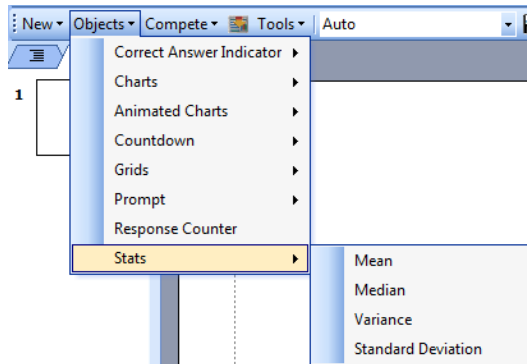 New Objects Compete Tools Auto
1
Correct Answer Indicator
Charts
Animated Charts
Countdown
Grids
Prompt
Response Counter
Stats
Mean
Median
Variance
Standard Deviation